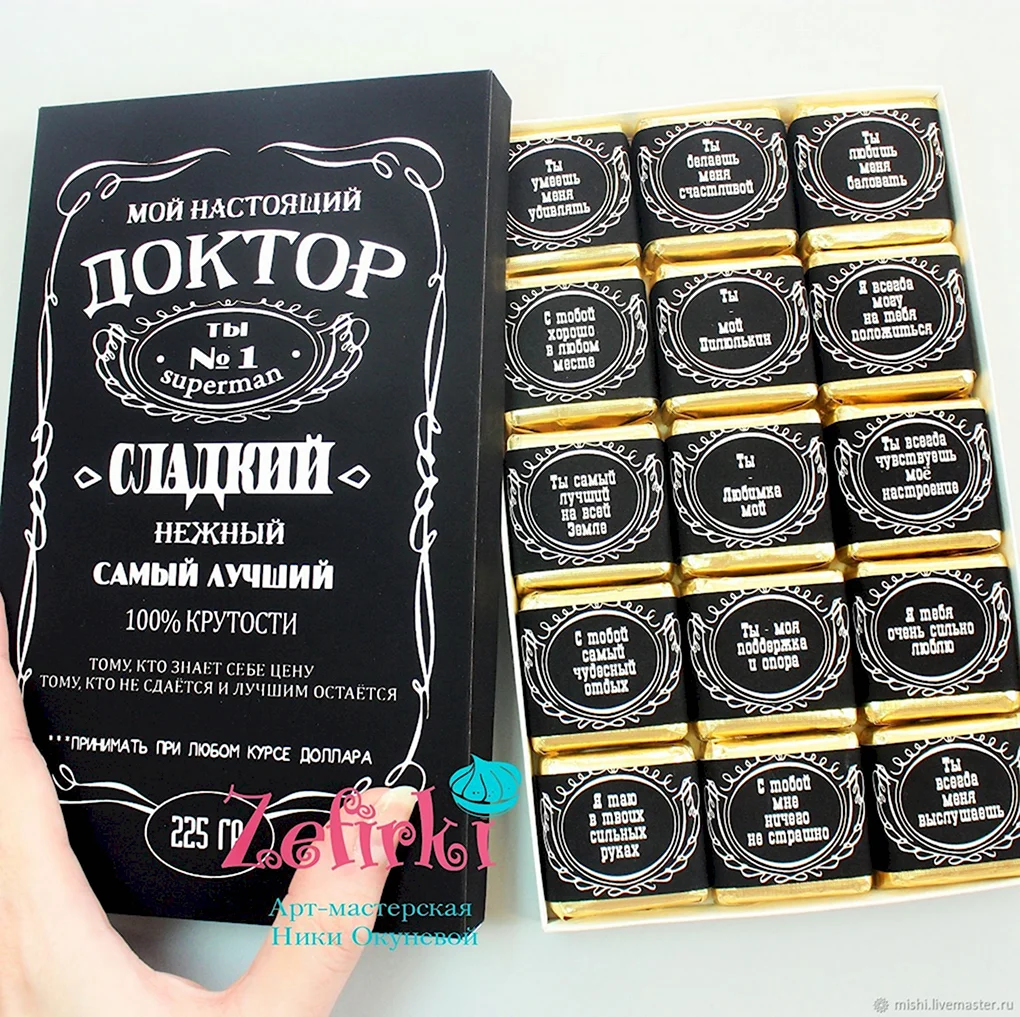 МОЙ НАСТОЯЩИЙ
ДОКТОР
ТЫ
№ 1
superman
СЛАДКИЙ
НЕЖНЫЙ
САМЫЙ ЛУЧШИЙ
100% КРУТОСТИ
ТОМУ, КТО ЗНАЕТ СЕБЕ ЦЕНУ
ТОМУ, КТО НЕ СДАЁТСЯ И ЛУЧШИМ ОСТАЁТСЯ
***ПРИНИМАТЬ ПРИ ЛЮБОМ КУРСЕ ДОЛЛАРА
225 ГР
Zefirki
Арт-мастерская
Ники Окуневой
Ты
умеешь
меня
удивлять
Ты
делаешь
меня
счастливой
Ты
любишь
меня
баловать
С тобой
хорошо
в любом
месте
Ты
-
мой
Пилюлькин
Я всегда
могу
на тебя
положиться
Ты самый
лучший
на всей
Земле
Ты
-
Любимка
мой
Ты всегда
чувствуешь
моё
настроение
С тобой
самый
чудесный
отдых
Ты - моя
поддержка
и опора
Я тебя
очень сильно
люблю
Я таю
в твоих
сильных
руках
С тобой
мне
ничего
не страшно
Ты
всегда
меня
выслушаешь
mishi.livemaster.ru